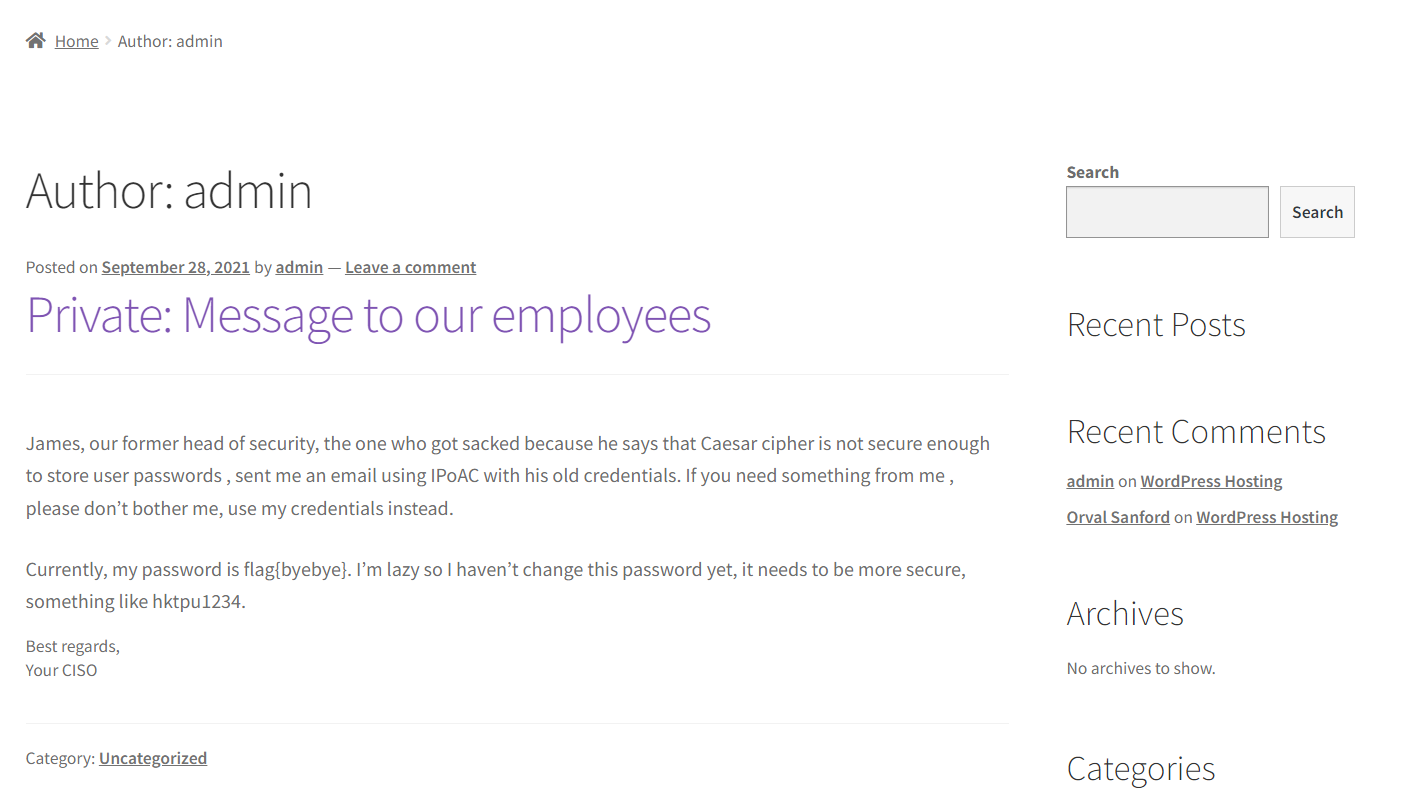 Home > Author: admin
Author: admin
Posted on September 28, 2021 by admin — Leave a comment
Private: Message to our employees
James, our former head of security, the one who got sacked because he says that Caesar cipher is not secure enough
to store user passwords , sent me an email using IPoAC with his old credentials. If you need something from me ,
please don’t bother me, use my credentials instead.
Currently, my password is flag{byebye}. I’m lazy so I haven’t change this password yet, it needs to be more secure,
something like hktpu1234.
Best regards,
Your CISO
Category: Uncategorized
Search
Search
Recent Posts
Recent Comments
admin on WordPress Hosting
Orval Sanford on WordPress Hosting
Archives
No archives to show.
Categories